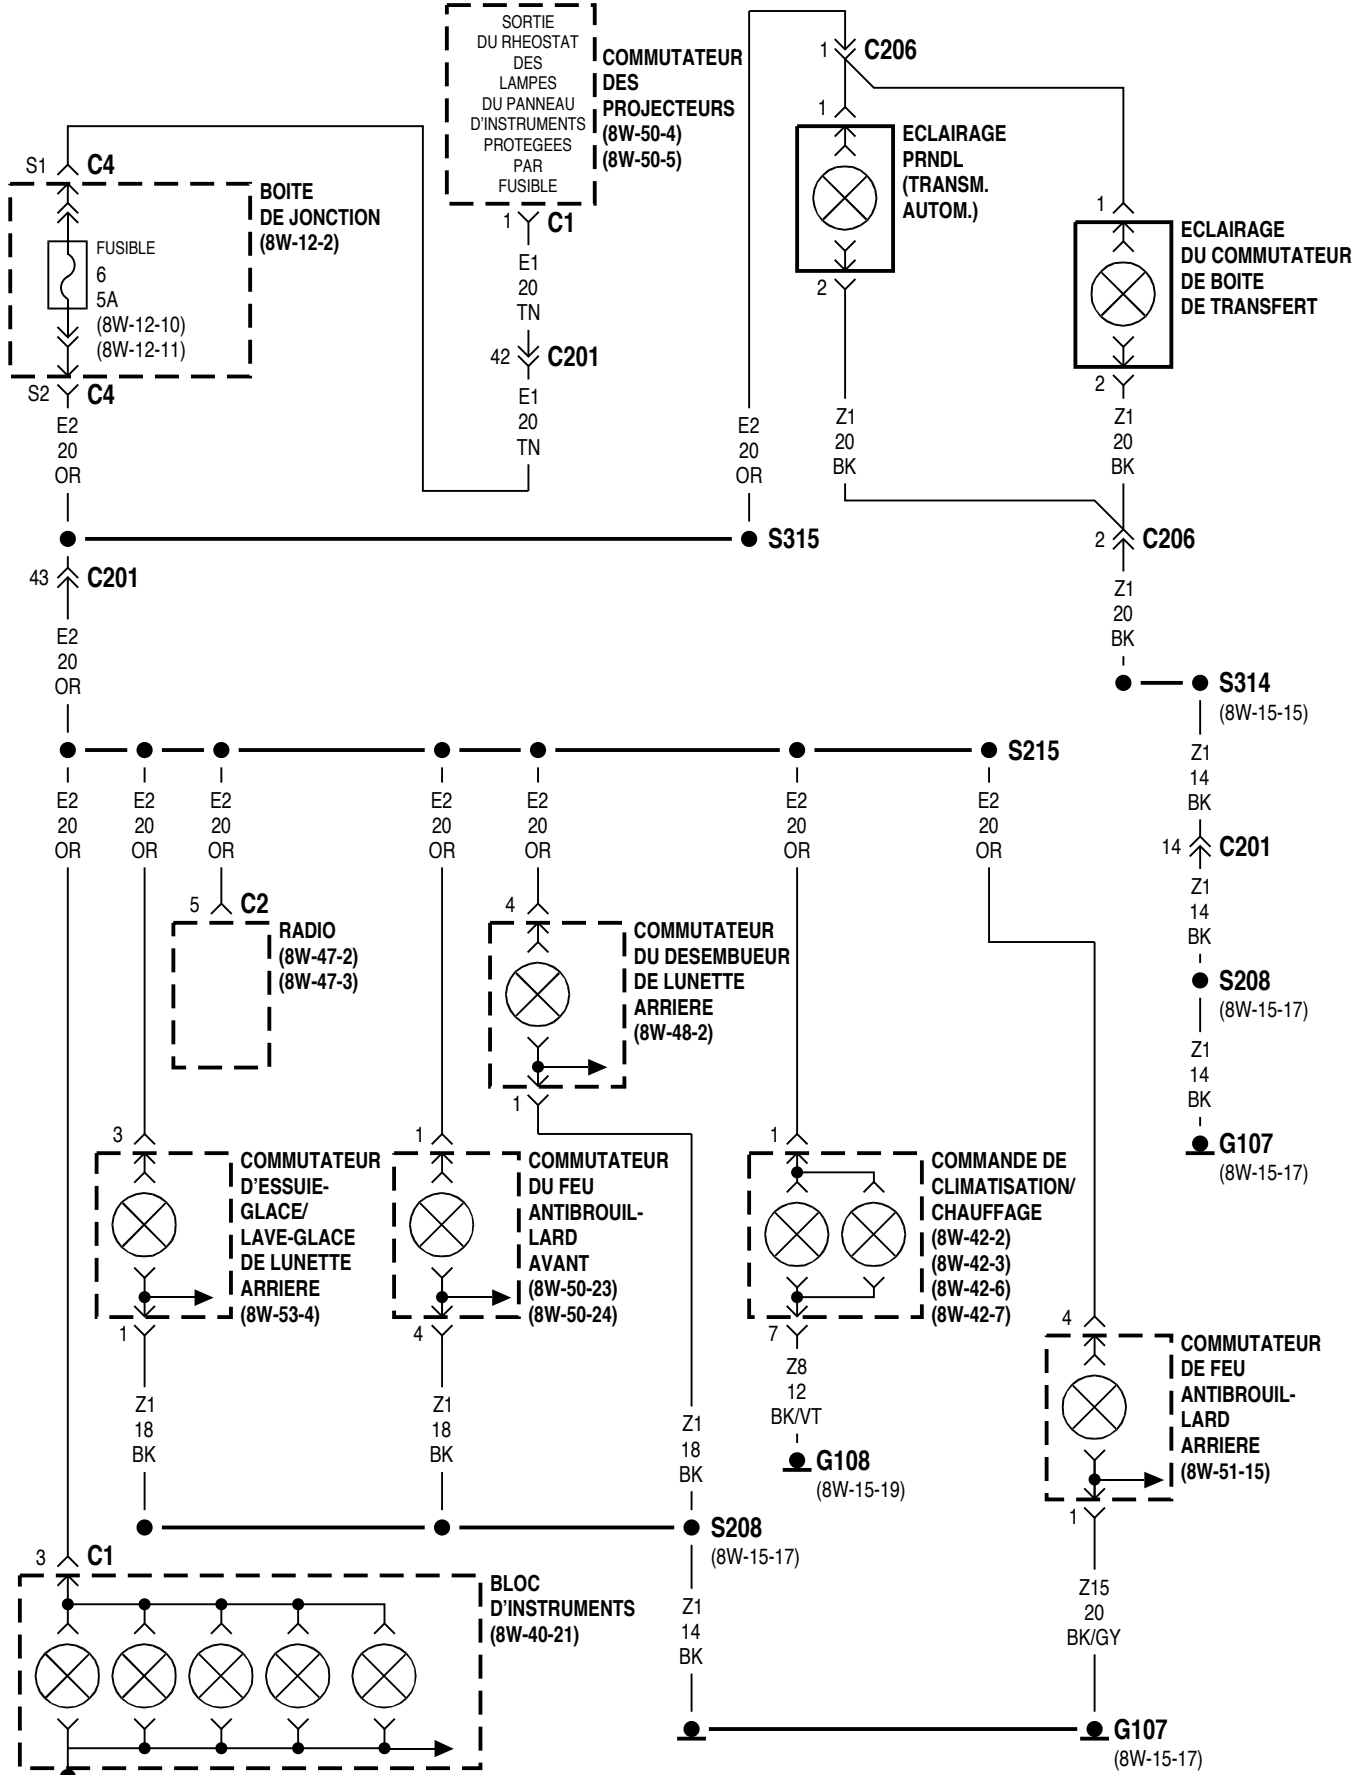 SORTIE
DU RHEOSTAT
DES
LAMPES
DU PANNEAU
D'INSTRUMENTS
PROTEGEES
PAR
FUSIBLE
COMMUTATEUR
DES
PROJECTEURS
(8W-50-4)
(8W-50-5)
1 C1
E1
20
TN
42 C201
E1
20
TN
S1 C4
BOITE
DE JONCTION
(8W-12-2)
FUSIBLE
6
5A
(8W-12-10)
(8W-12-11)
S2 C4
E2
20
OR
1 C206
1
ECLAIRAGE
PRNDL
(TRANSM.
AUTOM.)
2
1
ECLAIRAGE
DU COMMUTATEUR
DE BOITE
DE TRANSFERT
2
E2
20
OR
Z1
20
BK
Z1
20
BK
S315
2 C206
43 C201
Z1
20
BK
E2
20
OR
S314
(8W-15-15)
S215
Z1
14
BK
14 C201
Z1
14
BK
S208
(8W-15-17)
Z1
14
BK
G107
(8W-15-17)
E2
20
OR
E2
20
OR
E2
20
OR
E2
20
OR
E2
20
OR
E2
20
OR
E2
20
OR
5 C2
RADIO
(8W-47-2)
(8W-47-3)
4
COMMUTATEUR
DU DESEMBUEUR
DE LUNETTE
ARRIERE
(8W-48-2)
1
3
COMMUTATEUR
D'ESSUIE-
GLACE/
LAVE-GLACE
DE LUNETTE
ARRIERE
(8W-53-4)
1
1
COMMUTATEUR
DU FEU
ANTIBROUIL-
LARD
AVANT
(8W-50-23)
(8W-50-24)
4
1
COMMANDE DE
CLIMATISATION/
CHAUFFAGE
(8W-42-2)
(8W-42-3)
(8W-42-6)
(8W-42-7)
7
Z8
12
BK/VT
G108
(8W-15-19)
4
COMMUTATEUR
DE FEU
ANTIBROUIL-
LARD
ARRIERE
(8W-51-15)
1
Z1
18
BK
Z1
18
BK
Z1
18
BK
S208
(8W-15-17)
3 C1
BLOC
D'INSTRUMENTS
(8W-40-21)
Z1
14
BK
Z15
20
BK/GY
G107
(8W-15-17)